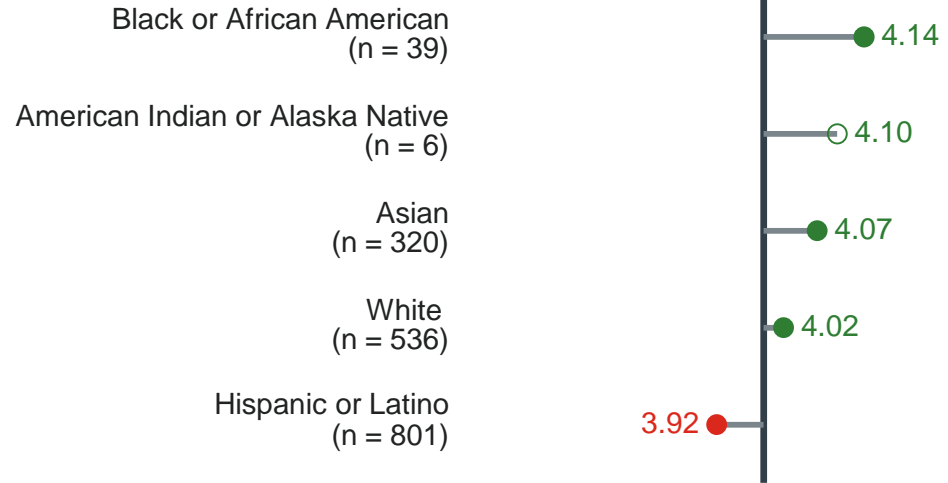 Black or African American
(n = 39)
4.14
American Indian or Alaska Native
(n = 6)
4.10
Asian
(n = 320)
4.07
White
(n = 536)
4.02
Hispanic or Latino
(n = 801)
3.92